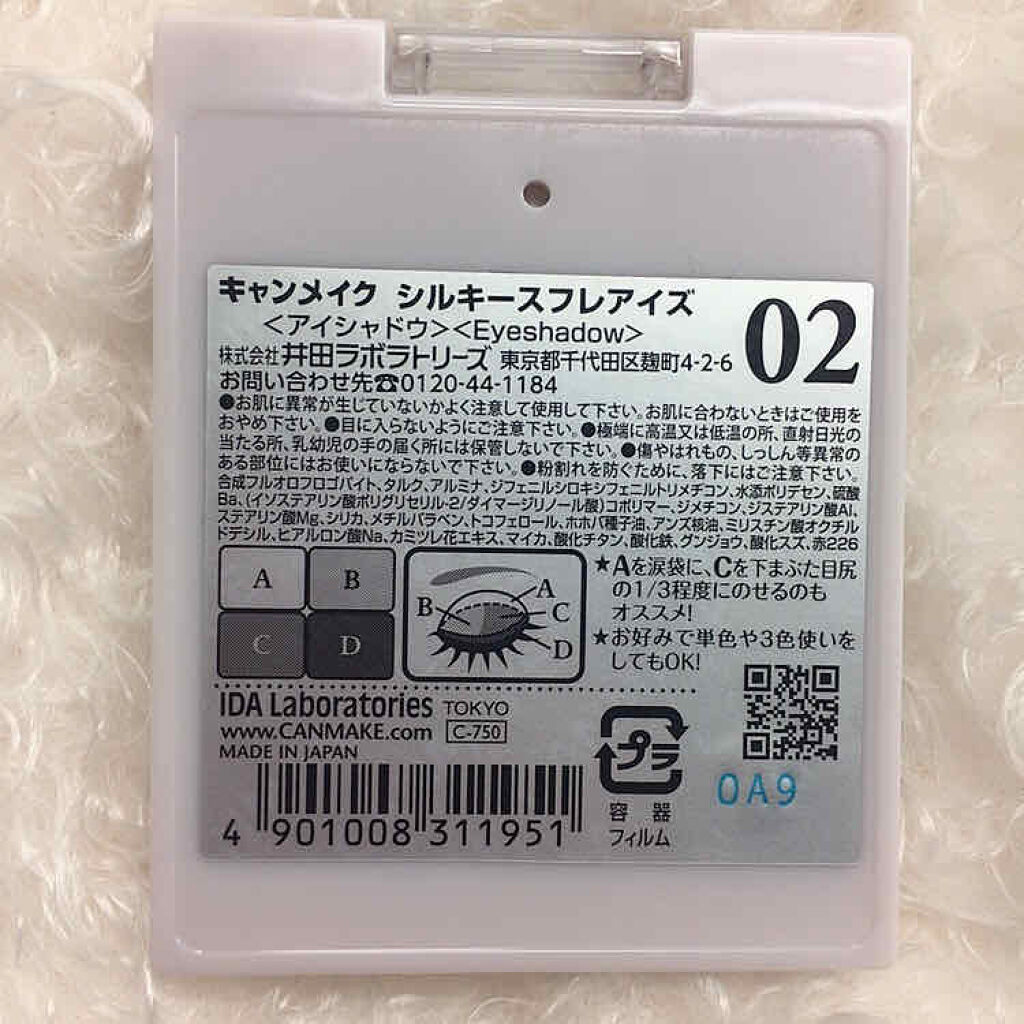 キャンメイク シルキースフレアイズ
<アイシャドウ><Eyeshadow>
02
株式会社 井田ラボラトリーズ 東京都千代田区麹町4-2-6
お問い合わせ先☎0120-44-1184
●お肌に異常が生じていないかよく注意して使用して下さい。お肌に合わないときはご使用を
おやめ下さい。●目に入らないようにご注意下さい。●極端に高温又は低温の所、直射日光の
当たる所、乳幼児の手の届く所には保管しないで下さい。●傷やはれもの、しっしん等異常の
ある部位にはお使いにならないで下さい。●粉割れを防ぐために、落下にはご注意下さい。
合成フルオロフロゴパイト、タルク、アルミナ、ジフェニルシロキシフェニルトリメチコン、水添ポリデセン、硫酸
Ba、(イソステアリン酸ポリグリセリル-2/ダイマージリノール酸)コポリマー、ジメチコン、ジステアリン酸Al、
ステアリン酸Mg、シリカ、メチルパラベン、トコフェロール、ホホバ種子油、アンズ核油、ミリスチン酸オクチル
ドデシル、ヒアルロン酸Na、カミツレ花エキス、マイカ、酸化チタン、酸化鉄、グンジョウ、酸化スズ、赤226
A B
C D
A
B
C
D
★Aを涙袋に、Cを下まぶた目尻
の1/3程度にのせるのも
オススメ!
★お好みで単色や3色使いを
してもOK!
IDA Laboratories TOKYO
www.CANMAKE.com C-750
MADE IN JAPAN
4 901008 311951
プラ
容器
フィルム
0A9